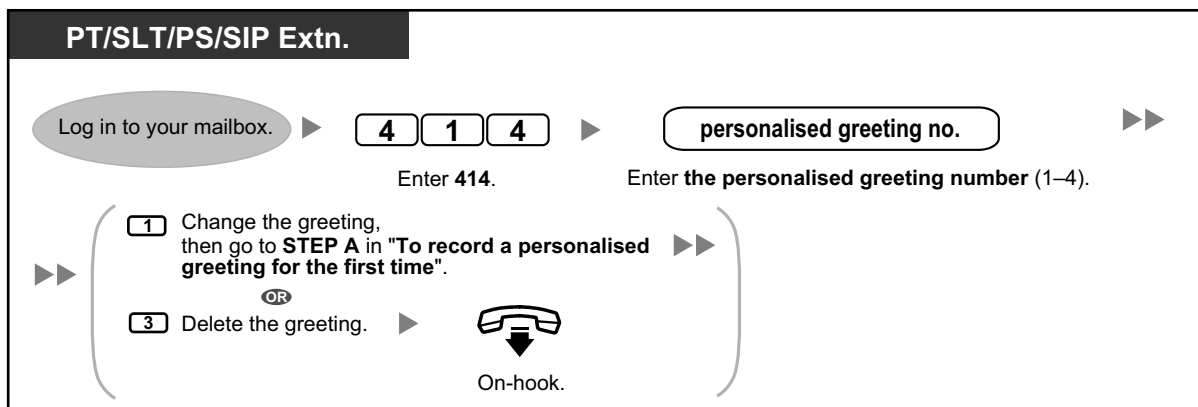 PT/SLT/PS/SIP Extn.
Log in to your mailbox.
4 1 4
personalised greeting no.
Enter 414.
Enter the personalised greeting number (1–4).
1 Change the greeting,
then go to STEP A in "To record a personalised
greeting for the first time".
OR
3 Delete the greeting.
On-hook.